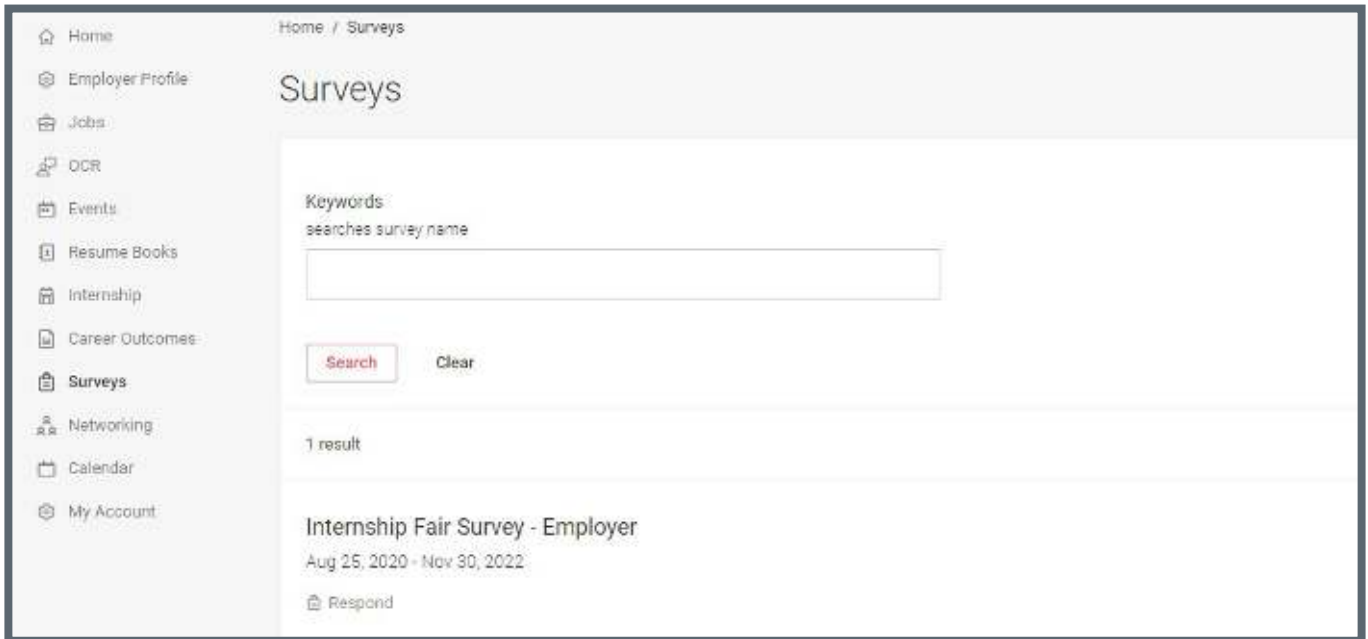 Home
Employer Profile
Jobs
OCR
Events
Resume Books
Internship
Career Outcomes
Surveys
Networking
Calendar
My Account
Home / Surveys
Surveys
Keywords
searches survey name
Search Clear
1 result
Internship Fair Survey - Employer
Aug 25, 2020 - Nov 30, 2022
Respond